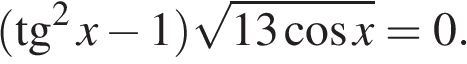 (tg² x − 1)√(13 cos x) = 0.